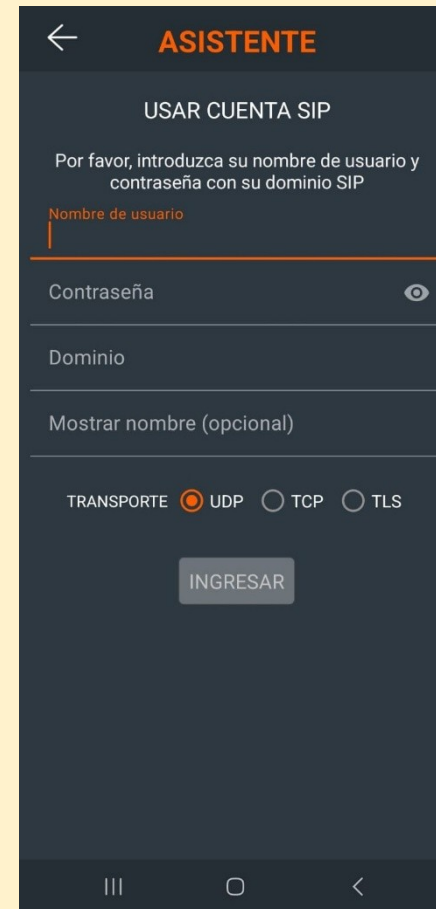 ASISTENTE
USAR CUENTA SIP
Por favor, introduzca su nombre de usuario y
contraseña con su dominio SIP
Nombre de usuario
Contraseña
Dominio
Mostrar nombre (opcional)
TRANSPORTE UDP TCP TLS
INGRESAR